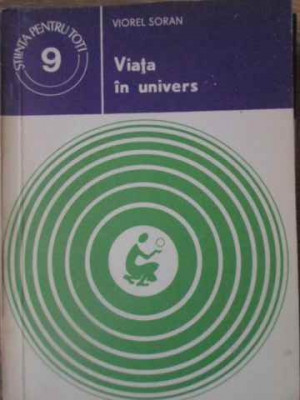 ȘTIINȚA PENTRU TOȚI
9
VIOREL SORAN
Viața
în univers